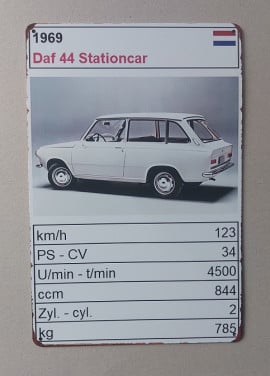 1969
Daf 44 Stationcar
km/h 123
PS - CV 34
U/min - t/min 4500
ccm 844
Zyl. - cyl. 2
kg 785